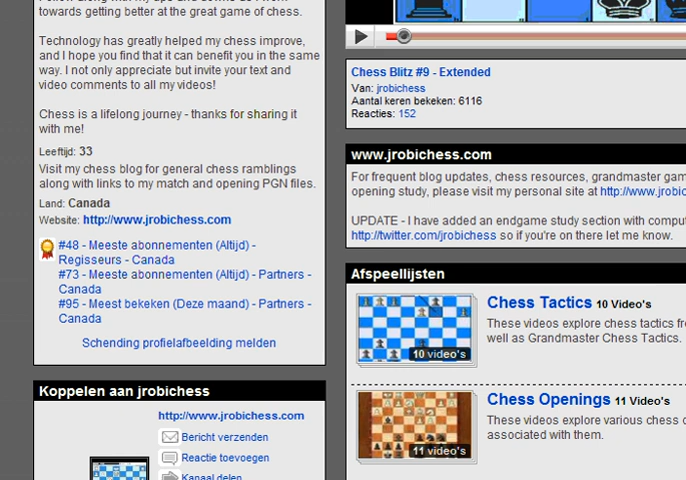 towards getting better at the great game of chess.
Technology has greatly helped my chess improve,
and I hope you find that it can benefit you in the same
way. I not only appreciate but invite your text and
video comments to all my videos!
Chess is a lifelong journey - thanks for sharing it
with me!
Leeftijd: 33
Visit my chess blog for general chess ramblings
along with links to my match and opening PGN files.
Land: Canada
Website: http://www.jrobichess.com
#48 - Meeste abonnementen (Altijd) -
Regisseurs - Canada
#73 - Meeste abonnementen (Altijd) - Partners -
Canada
#95 - Meest bekeken (Deze maand) - Partners -
Canada
Schending profielafbeelding melden
Koppelen aan jrobichess
http://www.jrobichess.com
Bericht verzenden
Reactie toevoegen
Kanaal delen
Chess Blitz #9 - Extended
Van: jrobichess
Aantal keren bekeken: 6116
Reacties: 152
www.jrobichess.com
For frequent blog updates, chess resources, grandmaster gam
opening study, please visit my personal site at http://www.jrobic
UPDATE - I have added an endgame study section with comput
http://twitter.com/jrobichess so if you're on there let me know.
Afspeellijsten
Chess Tactics 10 Video's
These videos explore chess tactics fr
well as Grandmaster Chess Tactics.
10 video's
Chess Openings 11 Video's
These videos explore various chess o
associated with them.
11 video's